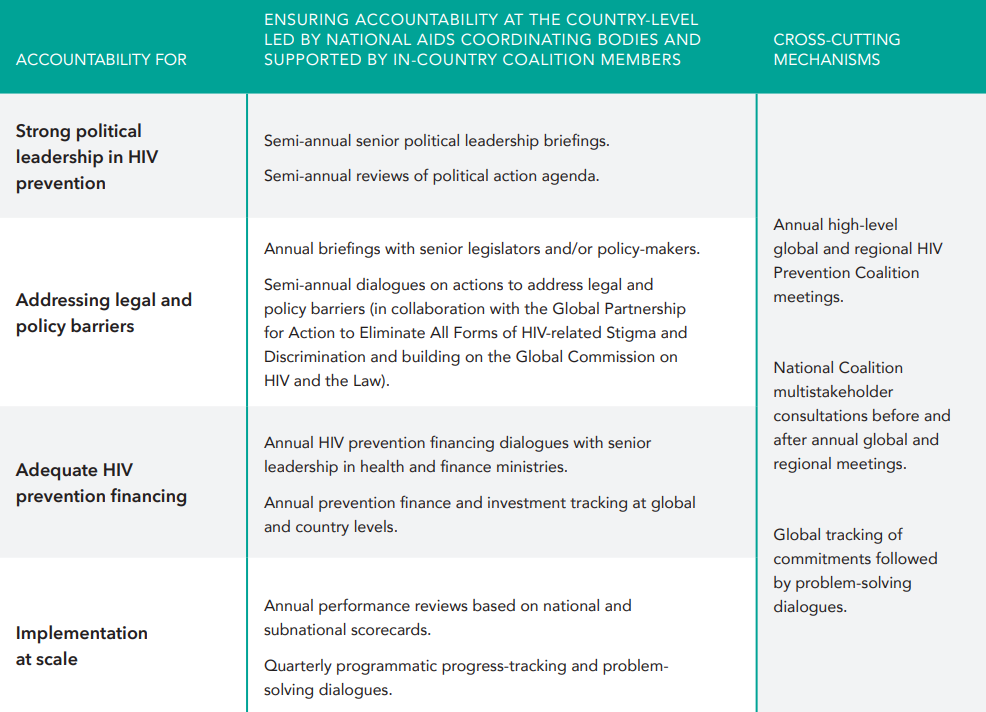 ACCOUNTABILITY FOR
ENSURING ACCOUNTABILITY AT THE COUNTRY-LEVEL
LED BY NATIONAL AIDS COORDINATING BODIES AND
SUPPORTED BY IN-COUNTRY COALITION MEMBERS
CROSS-CUTTING
MECHANISMS
Strong political
leadership in HIV
prevention
Semi-annual senior political leadership briefings.
Semi-annual reviews of political action agenda.
Addressing legal and
policy barriers
Annual briefings with senior legislators and/or policy-makers.
Semi-annual dialogues on actions to address legal and
policy barriers (in collaboration with the Global Partnership
for Action to Eliminate All Forms of HIV-related Stigma and
Discrimination and building on the Global Commission on
HIV and the Law).
Adequate HIV
prevention financing
Annual HIV prevention financing dialogues with senior
leadership in health and finance ministries.
Annual prevention finance and investment tracking at global
and country levels.
Implementation
at scale
Annual performance reviews based on national and
subnational scorecards.
Quarterly programmatic progress-tracking and problem-
solving dialogues.
Annual high-level
global and regional HIV
Prevention Coalition
meetings.
National Coalition
multistakeholder
consultations before and
after annual global and
regional meetings.
Global tracking of
commitments followed
by problem-solving
dialogues.